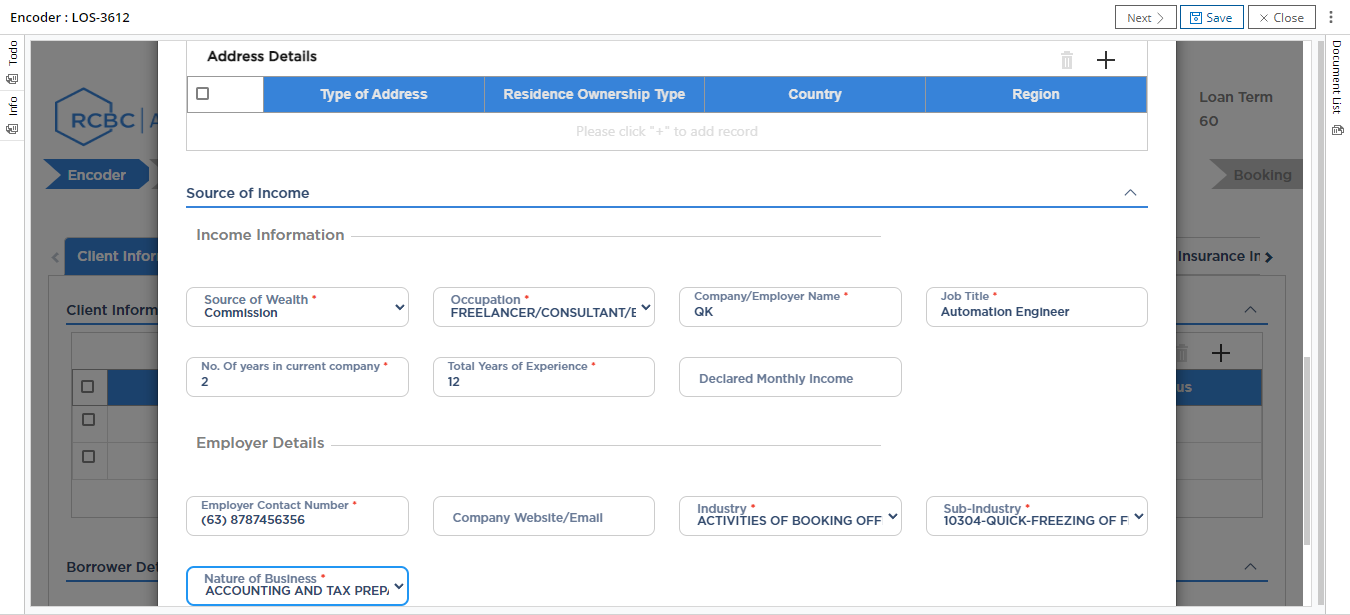 Encoder : LOS-3612
Next
Save
Close
Todo
Info
Document List
RCBC
Loan Term
60
Encoder
Booking
Address Details
Type of Address
Residence Ownership Type
Country
Region
Please click "+" to add record
Source of Income
Income Information
Client Infor
Insurance In
Client Inform
Source of Wealth *
Commission
Occupation *
FREELANCER/CONSULTANT/E
Company/Employer Name *
QK
Job Title *
Automation Engineer
No. Of years in current company *
2
Total Years of Experience *
12
Declared Monthly Income
us
Employer Details
Employer Contact Number *
(63) 8787456356
Company Website/Email
Industry *
ACTIVITIES OF BOOKING OFF
Sub-Industry *
10304-QUICK-FREEZING OF F
Borrower Det
Nature of Business *
ACCOUNTING AND TAX PREP